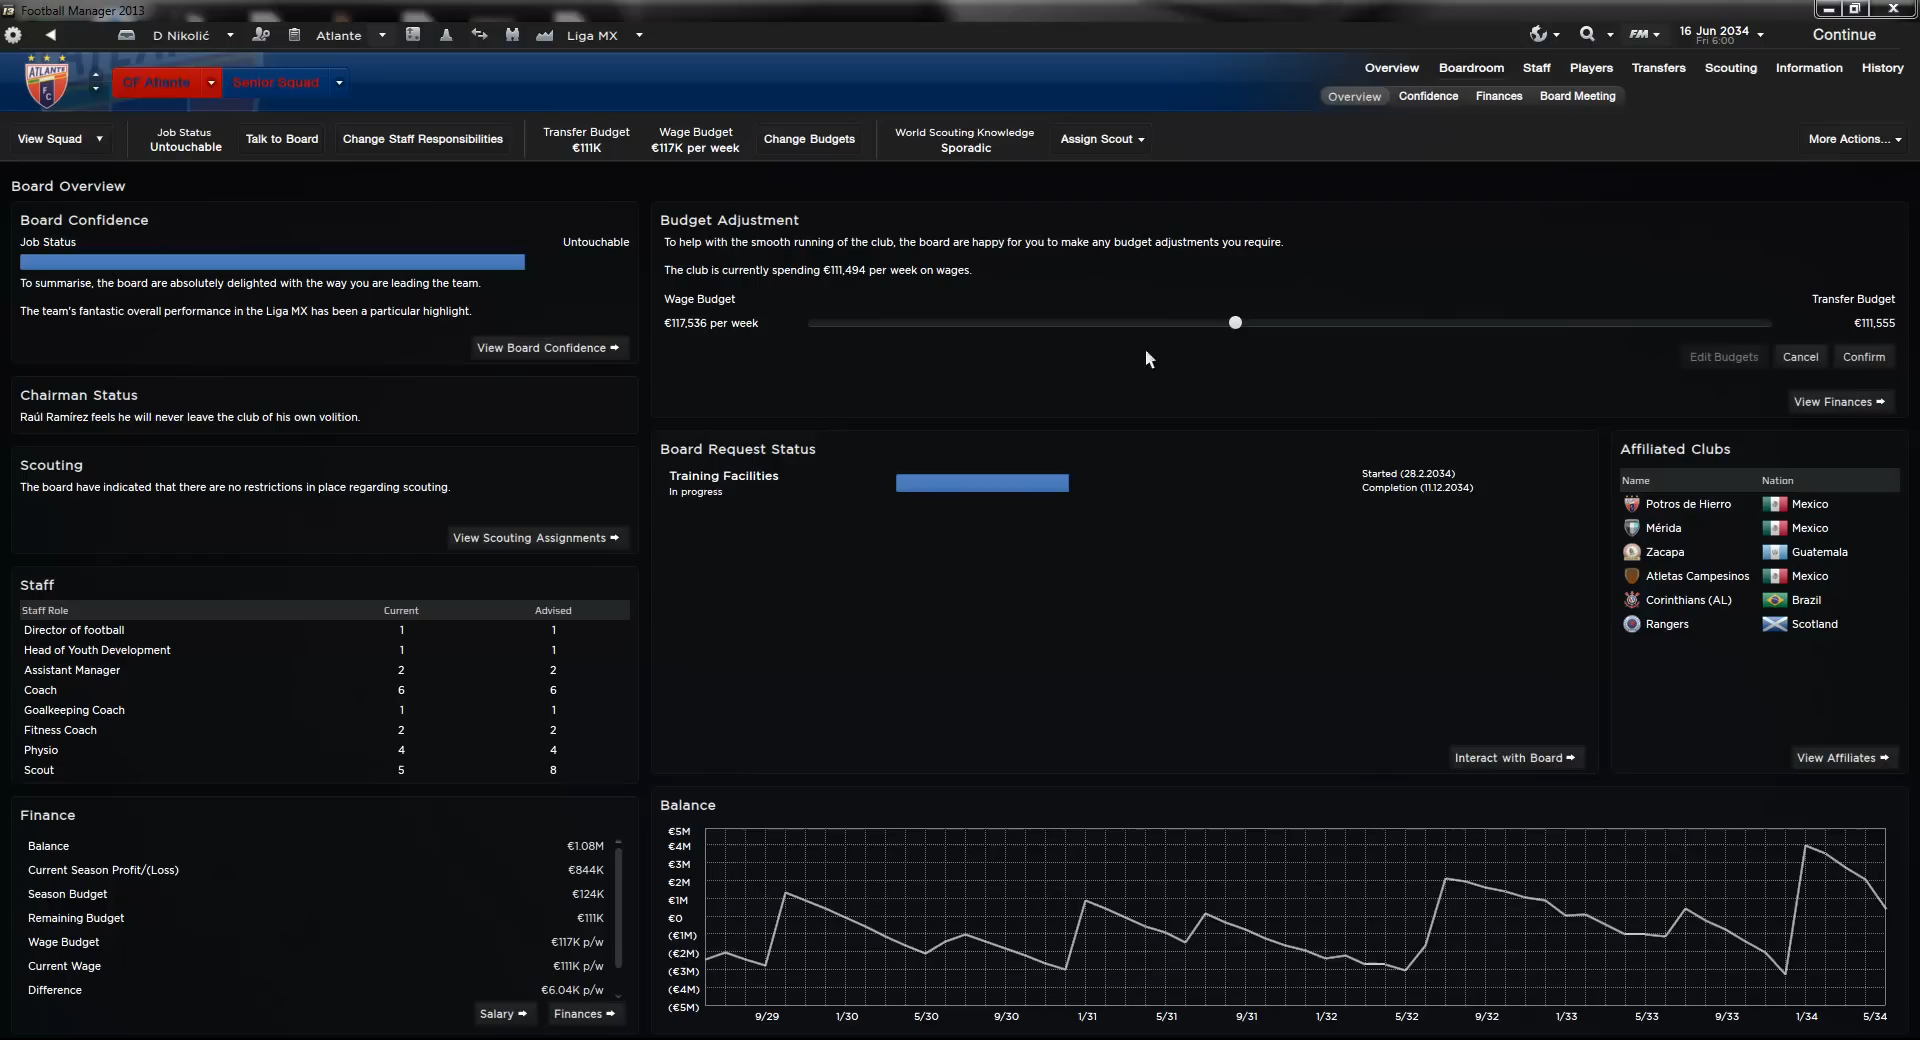 Football Manager 2013
D Nikolić
Atlante
Liga MX
FM
16 Jun 2034
Fri 6:00
Continue
ATLANTE
F C
CF Atlante
Senior Squad
Overview Boardroom Staff Players Transfers Scouting Information History
Overview Confidence Finances Board Meeting
View Squad
Job Status
Untouchable
Talk to Board
Change Staff Responsibilities
Transfer Budget
€111K
Wage Budget
€117K per week
Change Budgets
World Scouting Knowledge
Sporadic
Assign Scout
More Actions...
Board Overview
Board Confidence
Job Status Untouchable
To summarise, the board are absolutely delighted with the way you are leading the team.
The team's fantastic overall performance in the Liga MX has been a particular highlight.
View Board Confidence
Chairman Status
Raúl Ramírez feels he will never leave the club of his own volition.
Scouting
The board have indicated that there are no restrictions in place regarding scouting.
View Scouting Assignments
Staff
Staff Role Current Advised
Director of football 1 1
Head of Youth Development 1 1
Assistant Manager 2 2
Coach 6 6
Goalkeeping Coach 1 1
Fitness Coach 2 2
Physio 4 4
Scout 5 8
Finance
Balance €1.08M
Current Season Profit/(Loss) €844K
Season Budget €124K
Remaining Budget €111K
Wage Budget €117K p/w
Current Wage €111K p/w
Difference €6.04K p/w
Salary Finances
Budget Adjustment
To help with the smooth running of the club, the board are happy for you to make any budget adjustments you require.
The club is currently spending €111,494 per week on wages.
Wage Budget Transfer Budget
€117,536 per week €111,555
Edit Budgets Cancel Confirm
View Finances
Board Request Status
Training Facilities
In progress
Started (28.2.2034)
Completion (11.12.2034)
Interact with Board
Affiliated Clubs
Name Nation
Potros de Hierro Mexico
Mérida Mexico
Zacapa Guatemala
Atletas Campesinos Mexico
Corinthians (AL) Brazil
Rangers Scotland
View Affiliates
Balance
€5M
€4M
€3M
€2M
€1M
€0
(€1M)
(€2M)
(€3M)
(€4M)
(€5M)
9/29 1/30 5/30 9/30 1/31 5/31 9/31 1/32 5/32 9/32 1/33 5/33 9/33 1/34 5/34